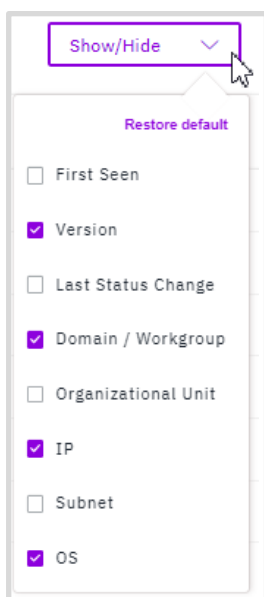 Show/Hide
Restore default
First Seen
Version
Last Status Change
Domain / Workgroup
Organizational Unit
IP
Subnet
OS